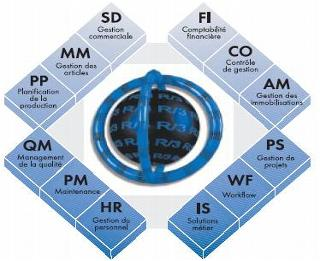 SD
Gestion
commerciale
MM
Gestion des
articles
PP
Planification
de la
production
FI
Comptabilité
financière
CO
Contrôle
de gestion
AM
Gestion des
immobilisations
R/3
QM
Management
de la qualité
PM
Maintenance
HR
Gestion du
personnel
PS
Gestion de
projets
WF
Workflow
IS
Solutions
métier